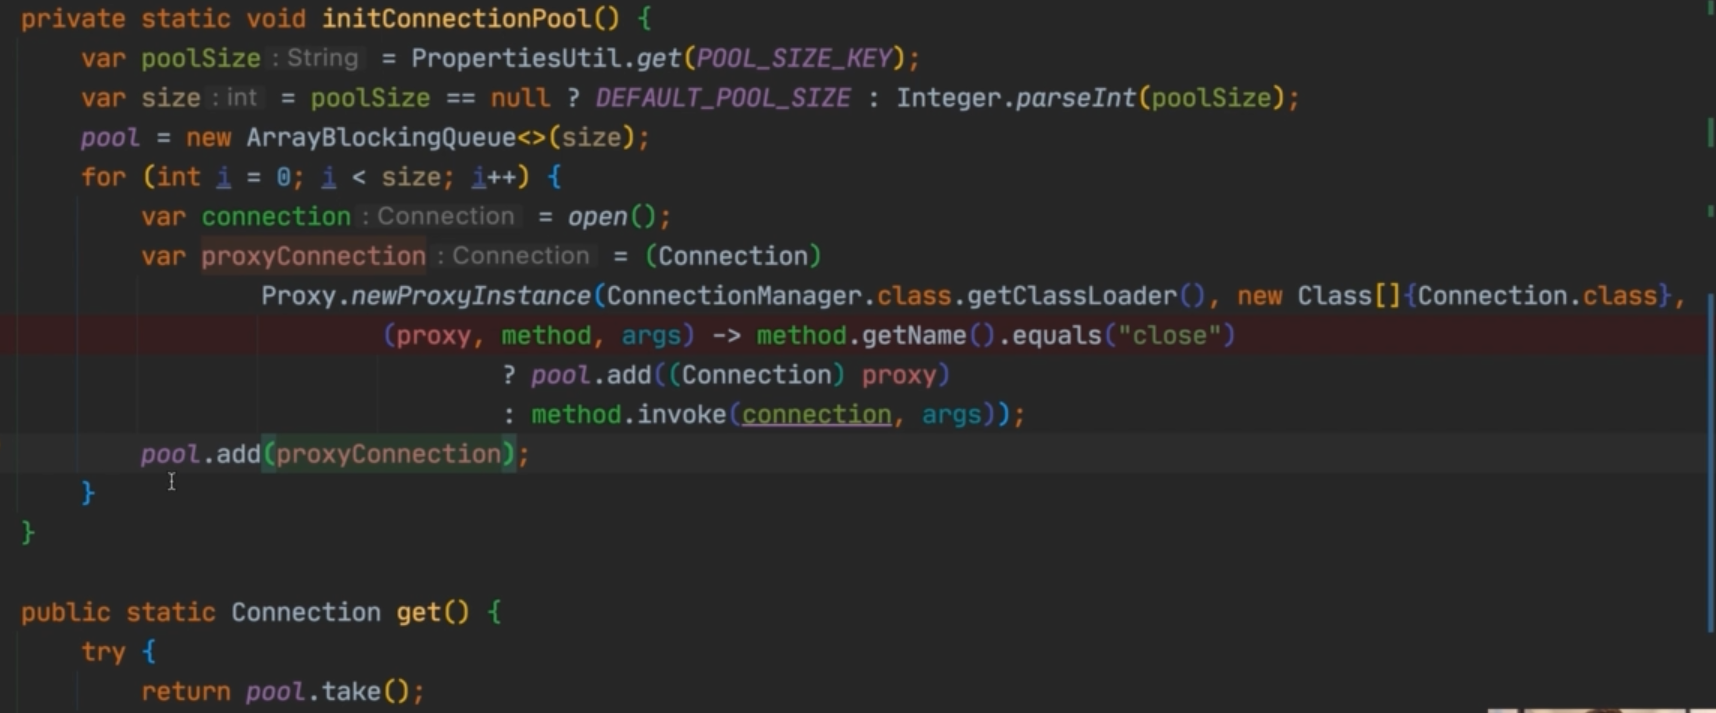 private static void initConnectionPool() {
var poolSize : String = PropertiesUtil.get(POOL_SIZE_KEY);
var size : int = poolSize == null ? DEFAULT_POOL_SIZE : Integer.parseInt(poolSize);
pool = new ArrayBlockingQueue<>(size);
for (int i = 0; i < size; i++) {
var connection : Connection = open();
var proxyConnection : Connection = (Connection)
Proxy.newProxyInstance(ConnectionManager.class.getClassLoader(), new Class[]{Connection.class},
(proxy, method, args) -> method.getName().equals("close")
? pool.add((Connection) proxy)
: method.invoke(connection, args));
pool.add(proxyConnection);
}
}
public static Connection get() {
try {
return pool.take();